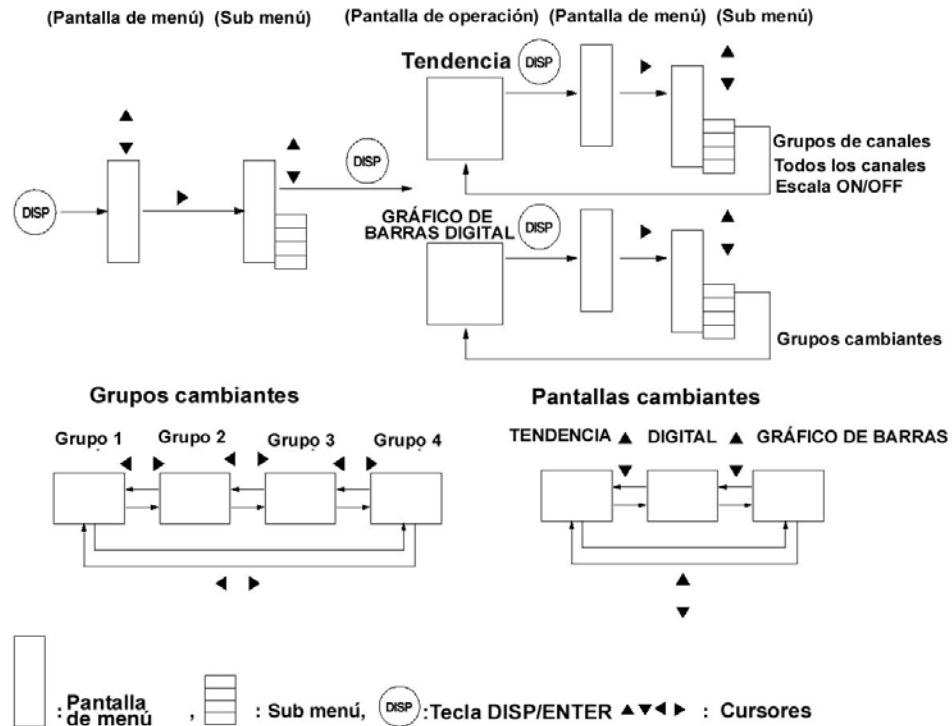 (Pantalla de menú) (Sub menú)
(Pantalla de operación) (Pantalla de menú) (Sub menú)
Tendencia
DISP
DISP
DISP
Grupos de canales
Todos los canales
Escala ON/OFF
GRÁFICO DE
BARRAS DIGITAL
DISP
Grupos cambiantes
Grupos cambiantes
Grupo 1 Grupo 2 Grupo 3 Grupo 4
Pantallas cambiantes
TENDENCIA ▲ DIGITAL ▲ GRÁFICO DE BARRAS
: Pantalla
de menú
, : Sub menú, DISP :Tecla DISP/ENTER ▲▼◀ ▶ : Cursores